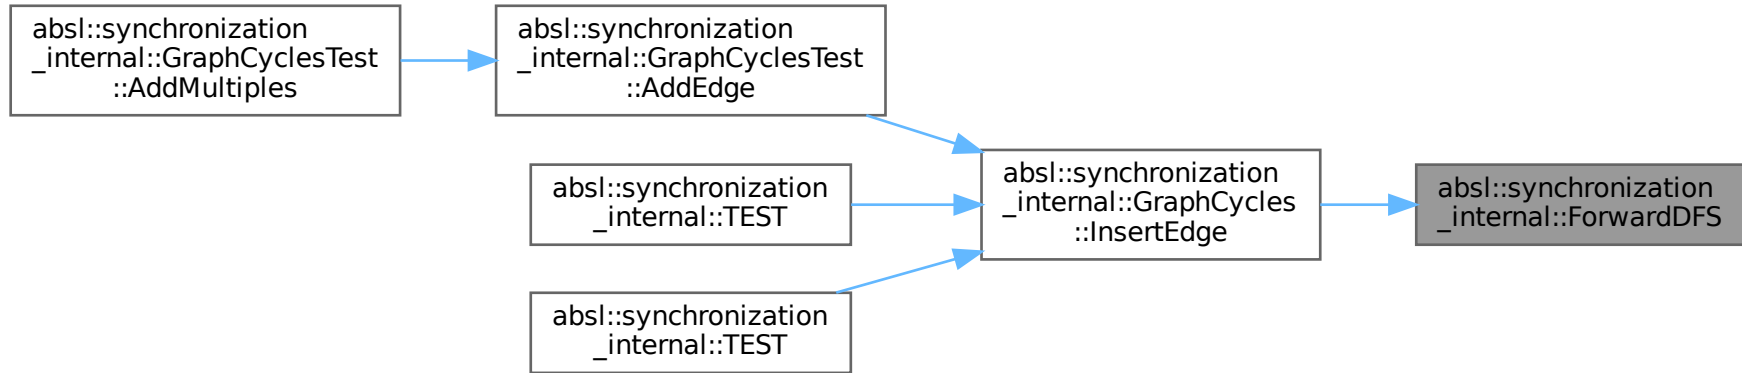 absl::synchronization
_internal::GraphCyclesTest
::AddMultiples
absl::synchronization
_internal::GraphCyclesTest
::AddEdge
absl::synchronization
_internal::TEST
absl::synchronization
_internal::TEST
absl::synchronization
_internal::GraphCycles
::InsertEdge
absl::synchronization
_internal::ForwardDFS